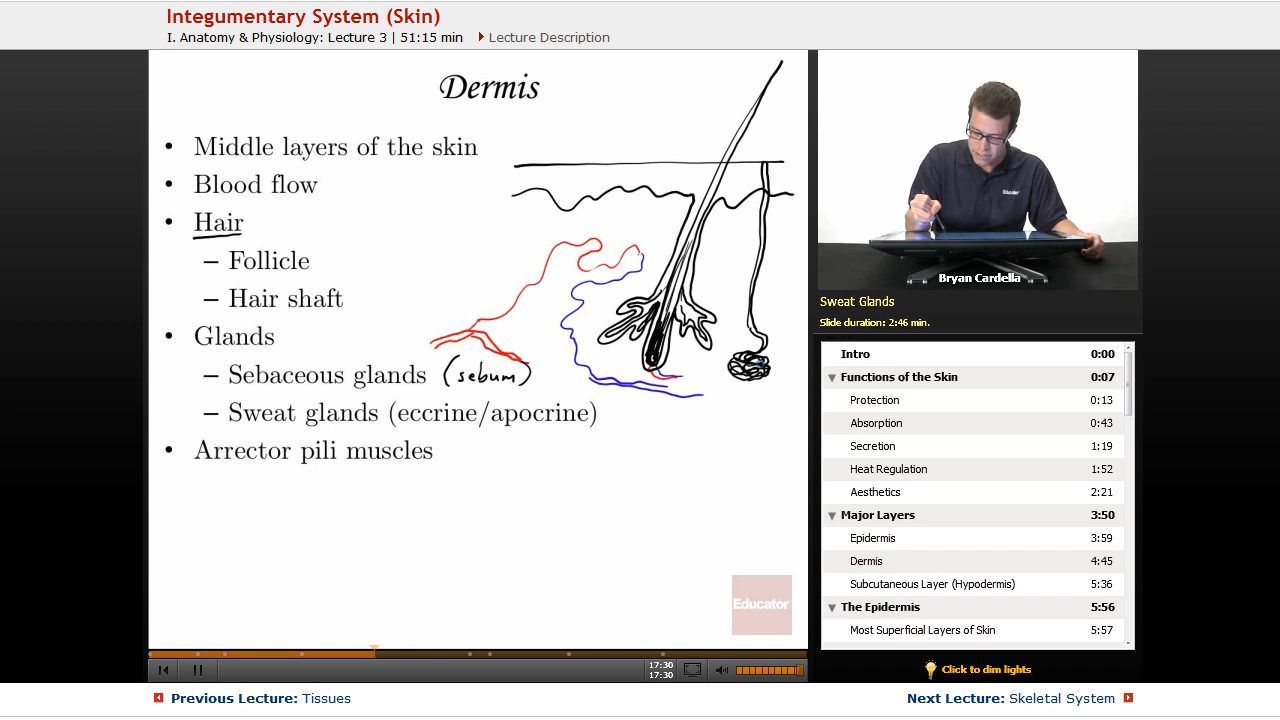 Integumentary System (Skin)
I. Anatomy & Physiology: Lecture 3 | 51:15 min Lecture Description
Dermis
• Middle layers of the skin
• Blood flow
• Hair
– Follicle
– Hair shaft
• Glands
– Sebaceous glands (sebum)
– Sweat glands (eccrine/apocrine)
• Arrector pili muscles
Educator
17:30
17:30
Educator
Bryan Cardella
Sweat Glands
Slide duration: 2:46 min.
Intro 0:00
Functions of the Skin 0:07
Protection 0:13
Absorption 0:43
Secretion 1:19
Heat Regulation 1:52
Aesthetics 2:21
Major Layers 3:50
Epidermis 3:59
Dermis 4:45
Subcutaneous Layer (Hypodermis) 5:36
The Epidermis 5:56
Most Superficial Layers of Skin 5:57
Click to dim lights
Previous Lecture: Tissues
Next Lecture: Skeletal System